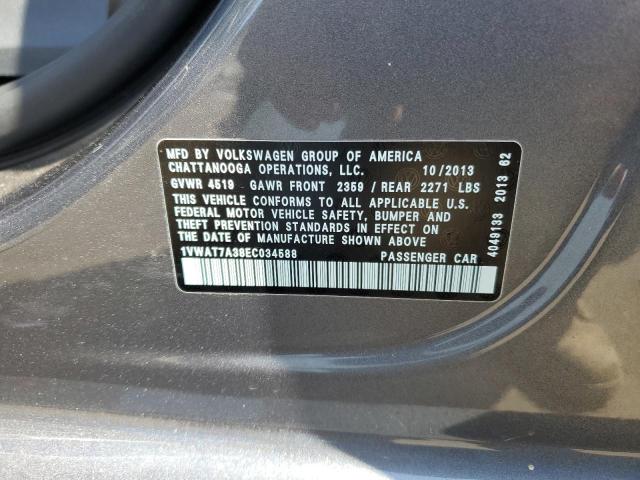 MFD BY VOLKSWAGEN GROUP OF AMERICA
CHATTANOOGA OPERATIONS, LLC. 10/2013
GVWR 4519 GAWR FRONT 2359 / REAR 2271 LBS
THIS VEHICLE CONFORMS TO ALL APPLICABLE U.S.
FEDERAL MOTOR VEHICLE SAFETY, BUMPER AND
THEFT PREVENTION STANDARDS IN EFFECT ON
THE DATE OF MANUFACTURE SHOWN ABOVE
1VWAT7A38EC034588 PASSENGER CAR
4049133 2013 62